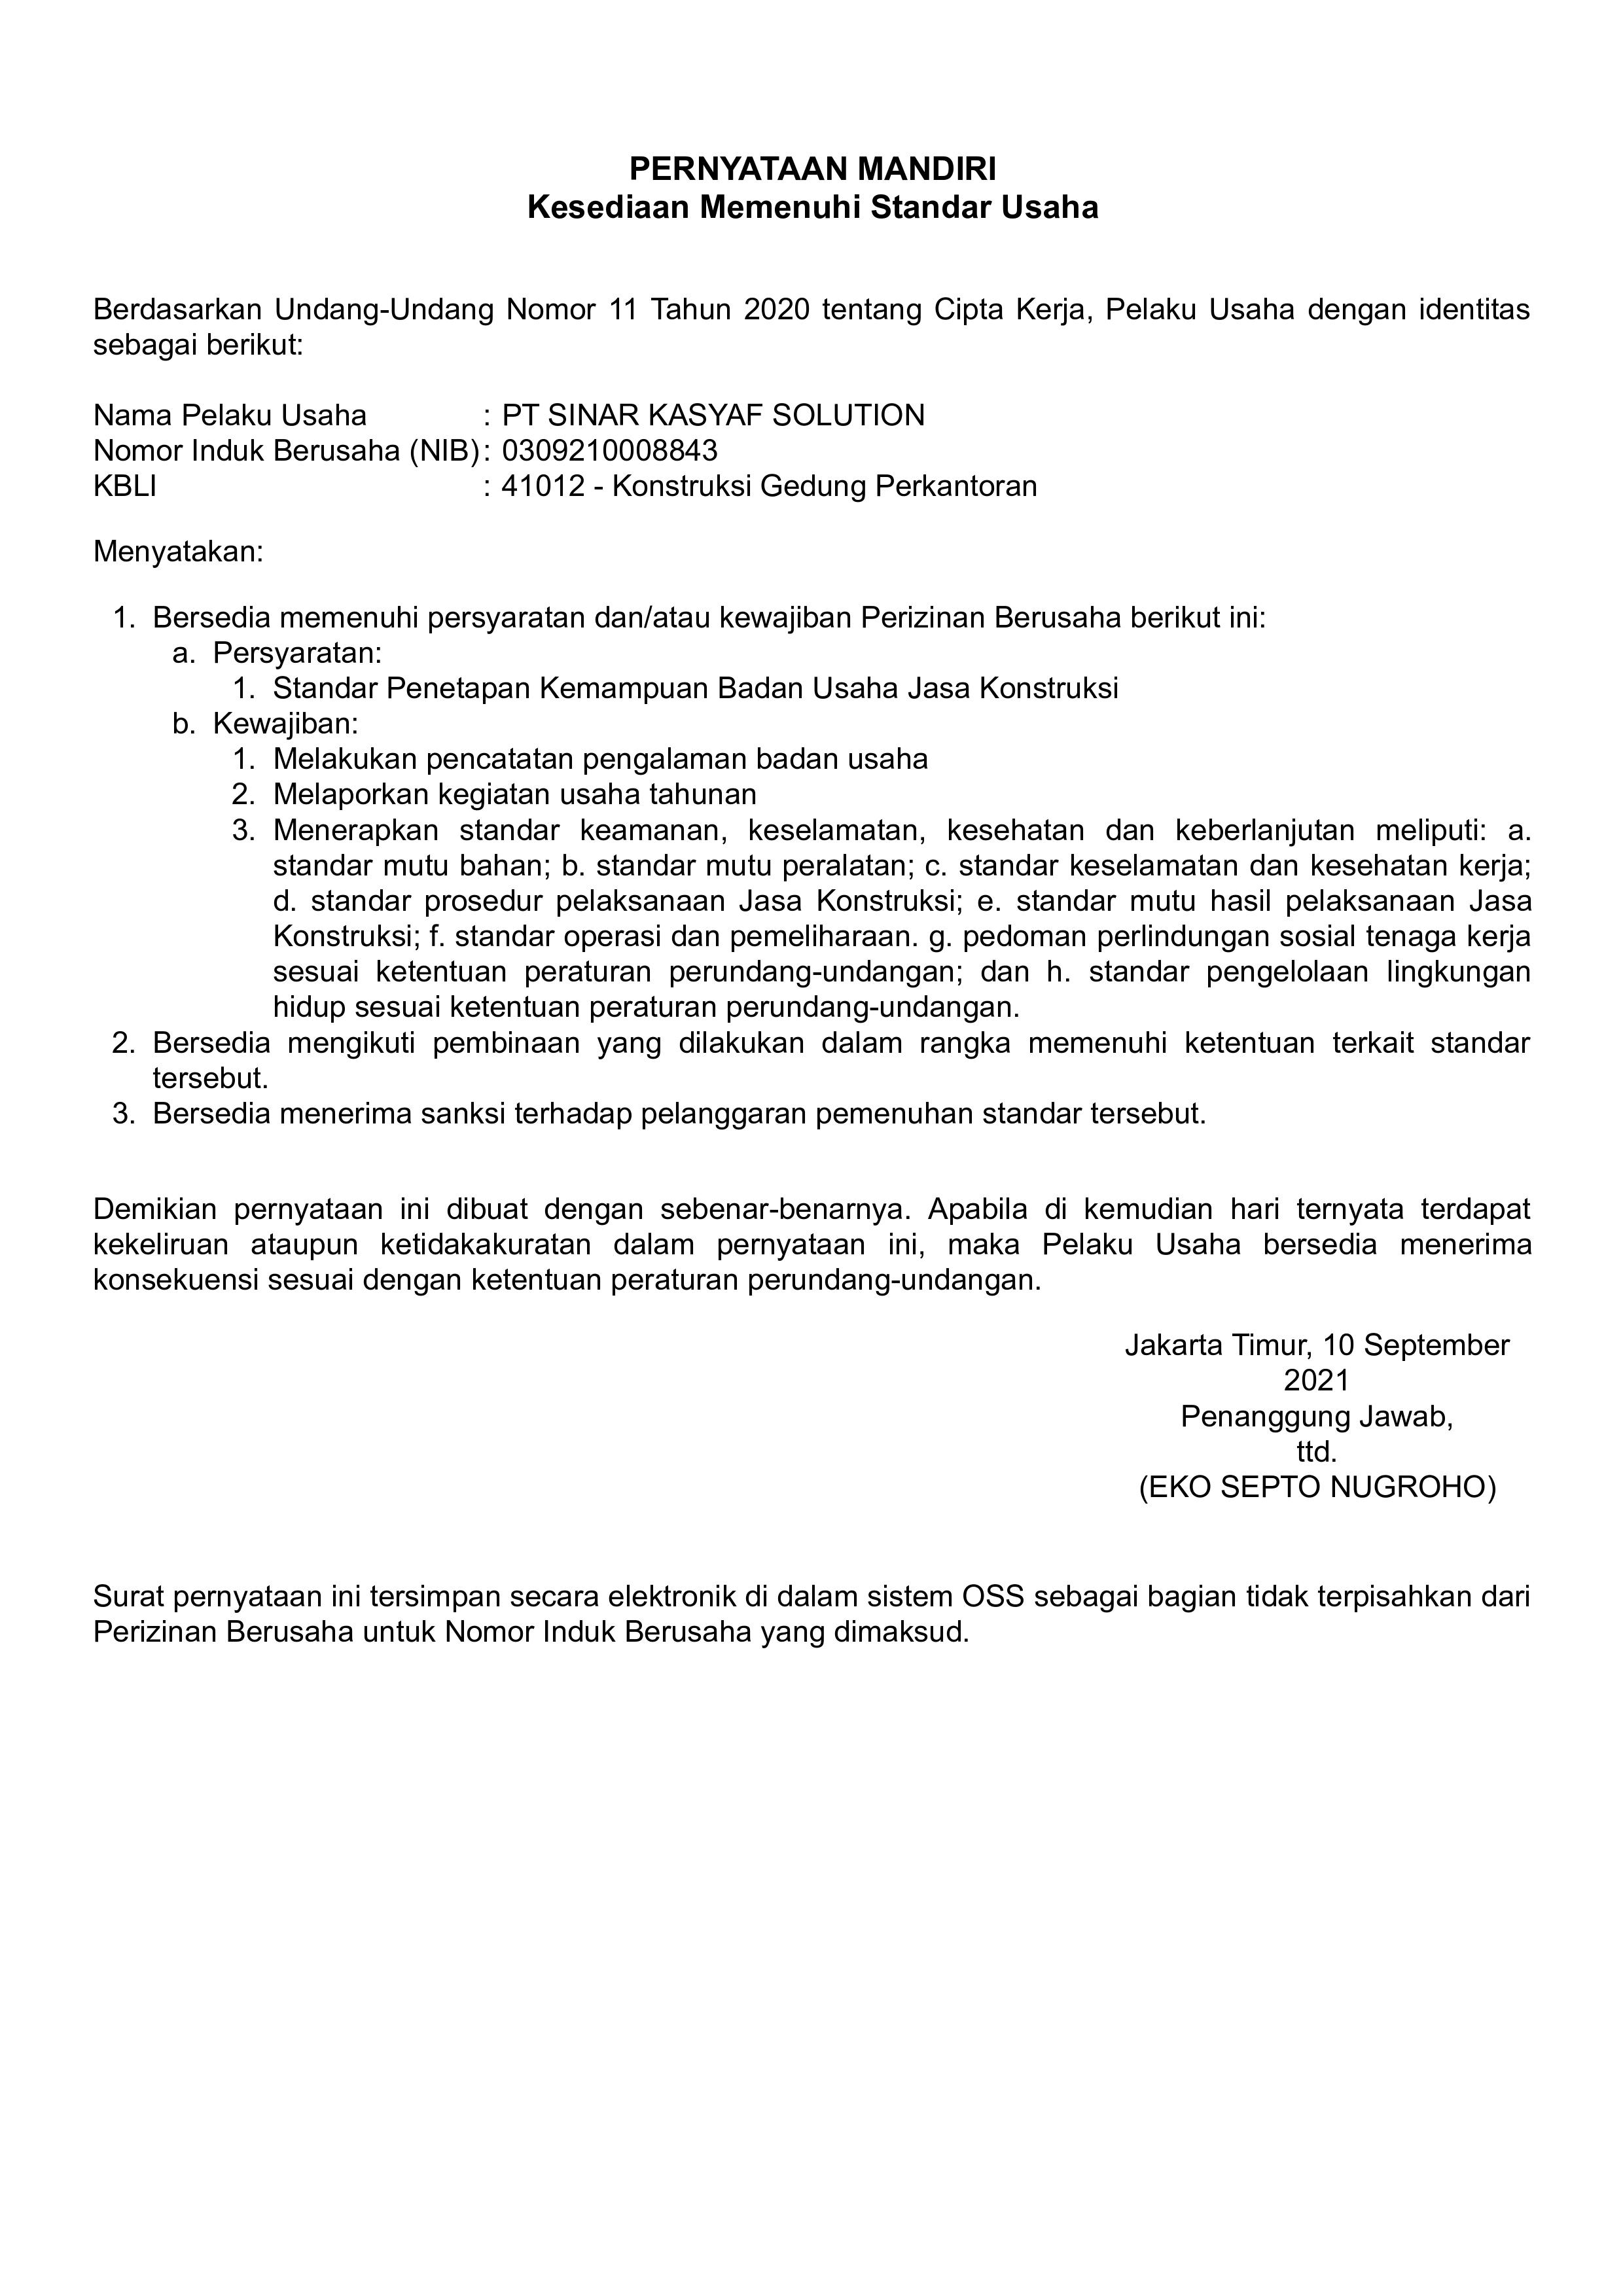 PERNYATAAN MANDIRI
Kesediaan Memenuhi Standar Usaha
Berdasarkan Undang-Undang Nomor 11 Tahun 2020 tentang Cipta Kerja, Pelaku Usaha dengan identitas
sebagai berikut:
Nama Pelaku Usaha : PT SINAR KASYAF SOLUTION
Nomor Induk Berusaha (NIB) : 0309210008843
KBLI : 41012 - Konstruksi Gedung Perkantoran
Menyatakan:
1. Bersedia memenuhi persyaratan dan/atau kewajiban Perizinan Berusaha berikut ini:
a. Persyaratan:
1. Standar Penetapan Kemampuan Badan Usaha Jasa Konstruksi
b. Kewajiban:
1. Melakukan pencatatan pengalaman badan usaha
2. Melaporkan kegiatan usaha tahunan
3. Menerapkan standar keamanan, keselamatan, kesehatan dan keberlanjutan meliputi: a.
standar mutu bahan; b. standar mutu peralatan; c. standar keselamatan dan kesehatan kerja;
d. standar prosedur pelaksanaan Jasa Konstruksi; e. standar mutu hasil pelaksanaan Jasa
Konstruksi; f. standar operasi dan pemeliharaan. g. pedoman perlindungan sosial tenaga kerja
sesuai ketentuan peraturan perundang-undangan; dan h. standar pengelolaan lingkungan
hidup sesuai ketentuan peraturan perundang-undangan.
2. Bersedia mengikuti pembinaan yang dilakukan dalam rangka memenuhi ketentuan terkait standar
tersebut.
3. Bersedia menerima sanksi terhadap pelanggaran pemenuhan standar tersebut.
Demikian pernyataan ini dibuat dengan sebenar-benarnya. Apabila di kemudian hari ternyata terdapat
kekeliruan ataupun ketidakakuratan dalam pernyataan ini, maka Pelaku Usaha bersedia menerima
konsekuensi sesuai dengan ketentuan peraturan perundang-undangan.
Jakarta Timur, 10 September
2021
Penanggung Jawab,
ttd.
(EKO SEPTO NUGROHO)
Surat pernyataan ini tersimpan secara elektronik di dalam sistem OSS sebagai bagian tidak terpisahkan dari
Perizinan Berusaha untuk Nomor Induk Berusaha yang dimaksud.